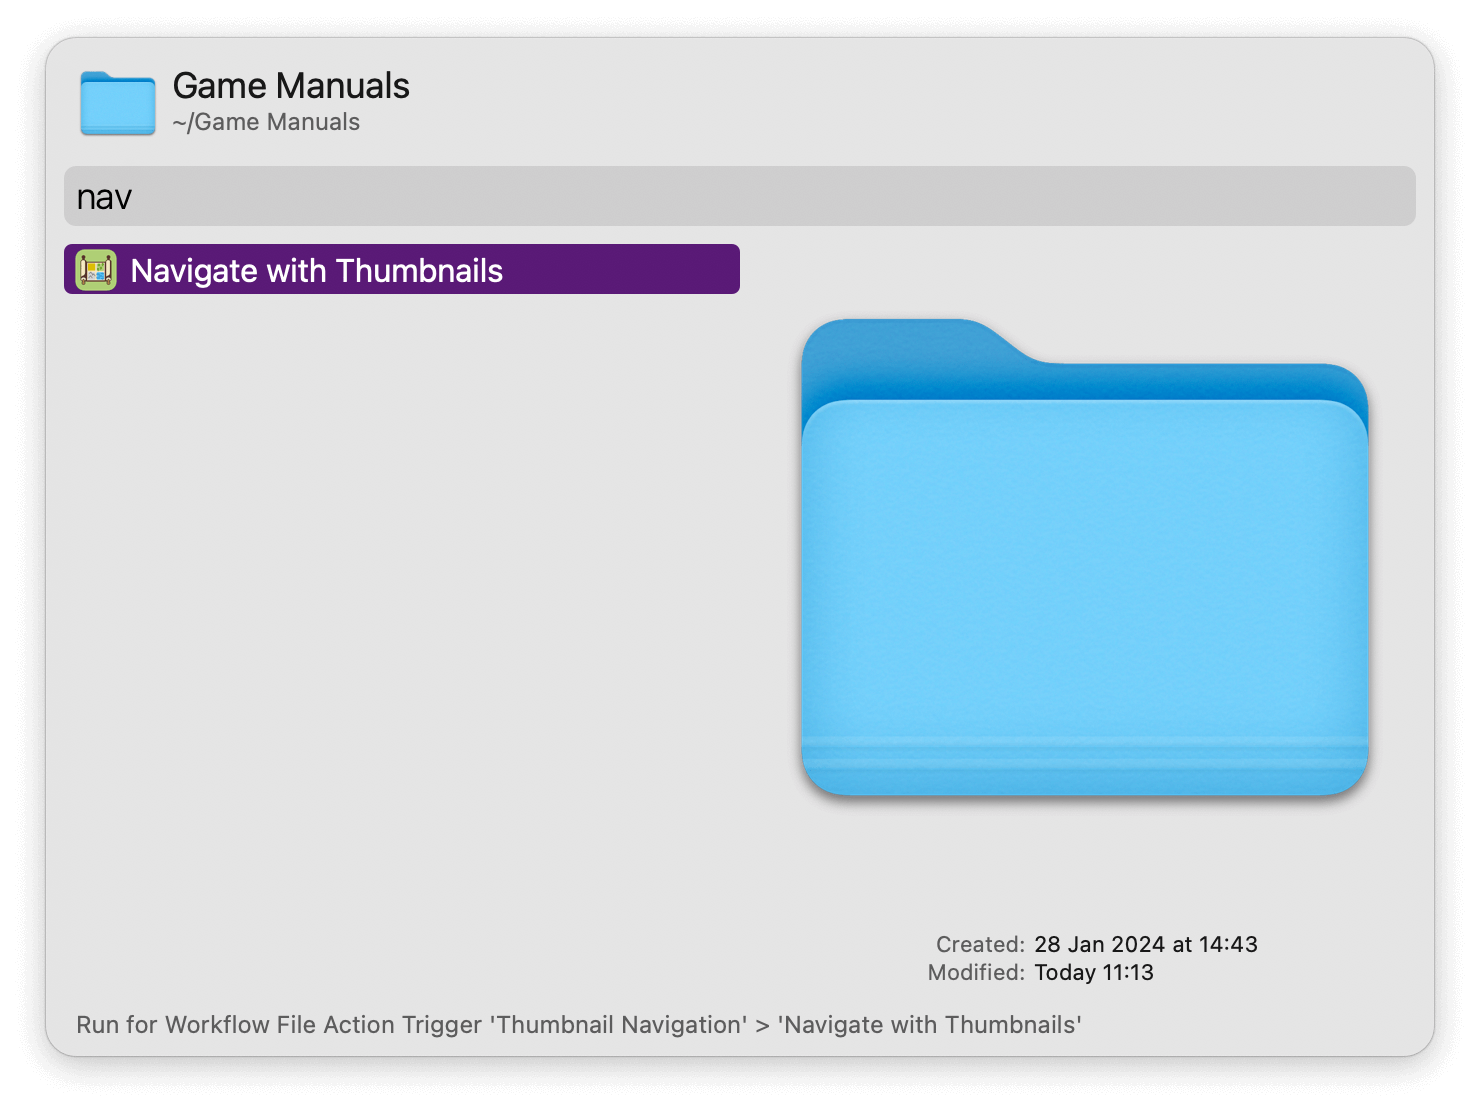 Game Manuals
~/Game Manuals
nav
Navigate with Thumbnails
Created: 28 Jan 2024 at 14:43
Modified: Today 11:13
Run for Workflow File Action Trigger 'Thumbnail Navigation' > 'Navigate with Thumbnails'